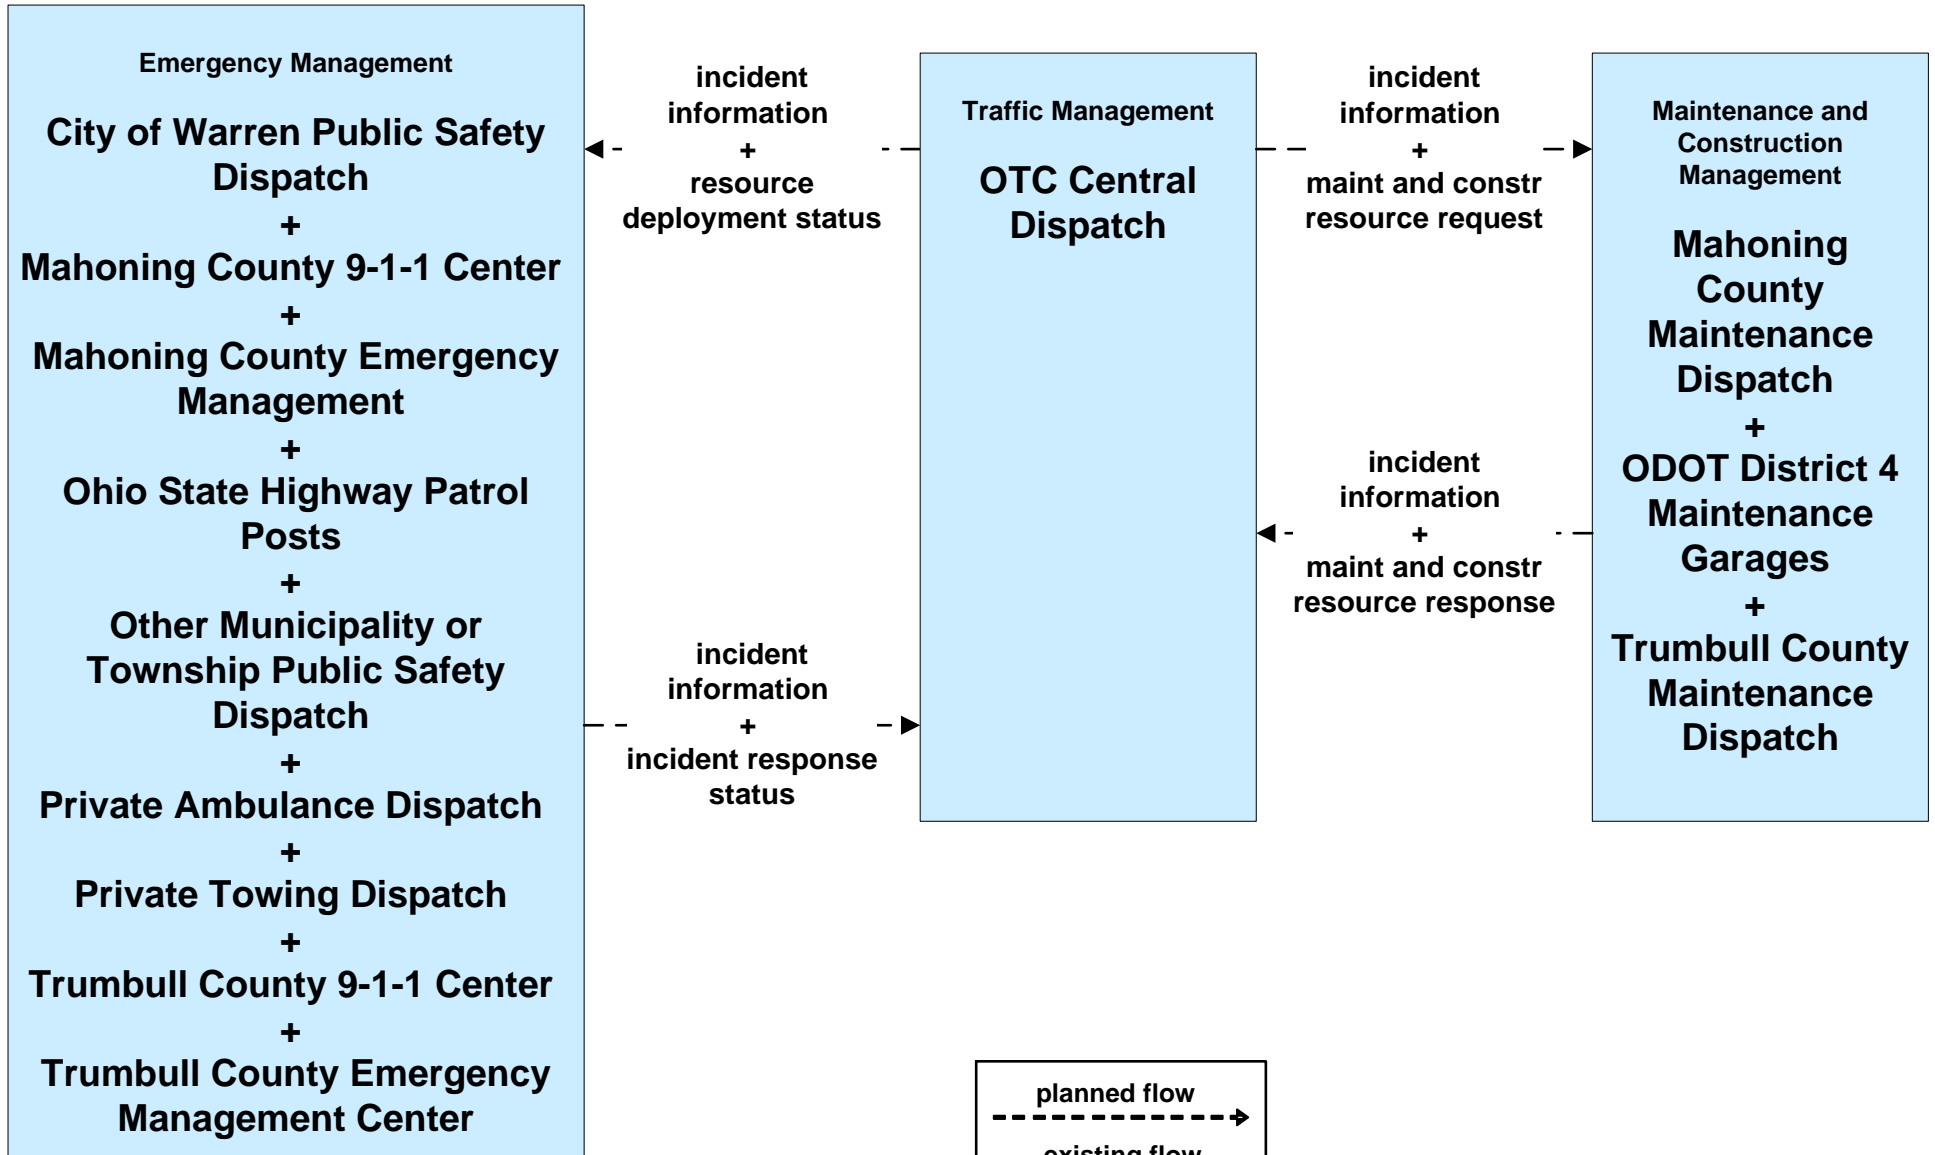 Emergency Management
City of Warren Public Safety
Dispatch
+
Mahoning County 9-1-1 Center
+
Mahoning County Emergency
Management
+
Ohio State Highway Patrol
Posts
+
Other Municipality or
Township Public Safety
Dispatch
+
Private Ambulance Dispatch
+
Private Towing Dispatch
+
Trumbull County 9-1-1 Center
+
Trumbull County Emergency
Management Center
incident
information
+
resource
deployment status
incident
information
+
incident response
status
Traffic Management
OTC Central
Dispatch
incident
information
+
maint and constr
resource request
incident
information
+
maint and constr
resource response
Maintenance and
Construction
Management
Mahoning
County
Maintenance
Dispatch
+
ODOT District 4
Maintenance
Garages
+
Trumbull County
Maintenance
Dispatch
planned flow
existing flow